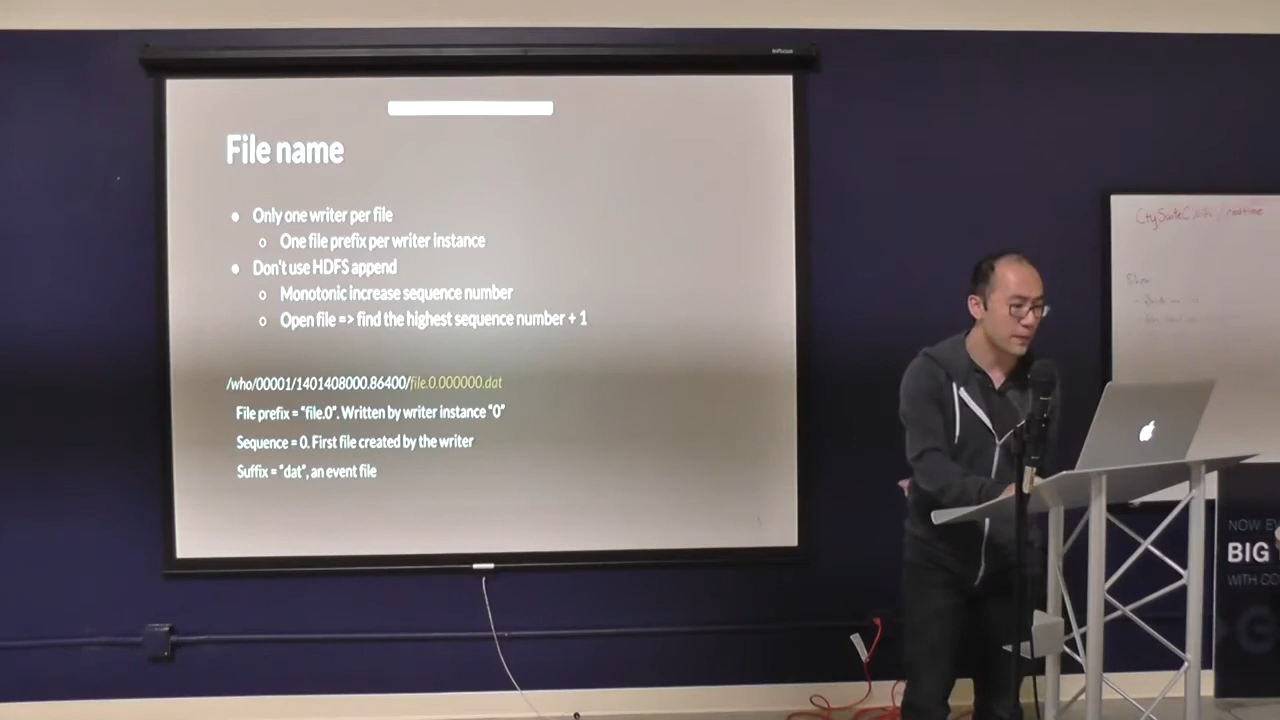 InFocus
File name
Only one writer per file
One file prefix per writer instance
Don't use HDFS append
Monotonic increase sequence number
Open file => find the highest sequence number + 1
/who/00001/1401408000.86400/file.0.000000.dat
File prefix = "file.0". Written by writer instance "0"
Sequence = 0. First file created by the writer
Suffix = "dat", an event file
NOW
BIG
WITH